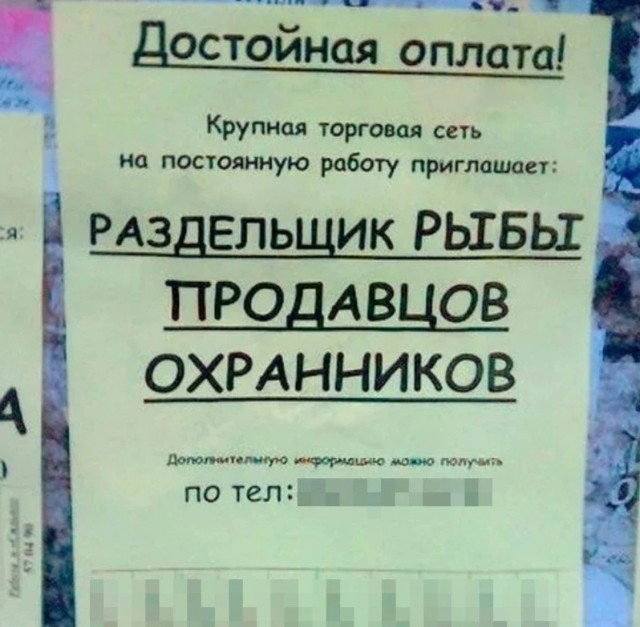 Достойная оплата!
Крупная торговая сеть
на постоянную работу приглашает:
РАЗДЕЛЬЩИК РЫБЫ
ПРОДАВЦОВ
ОХРАННИКОВ
Дополнительную информацию можно получить
по тел: